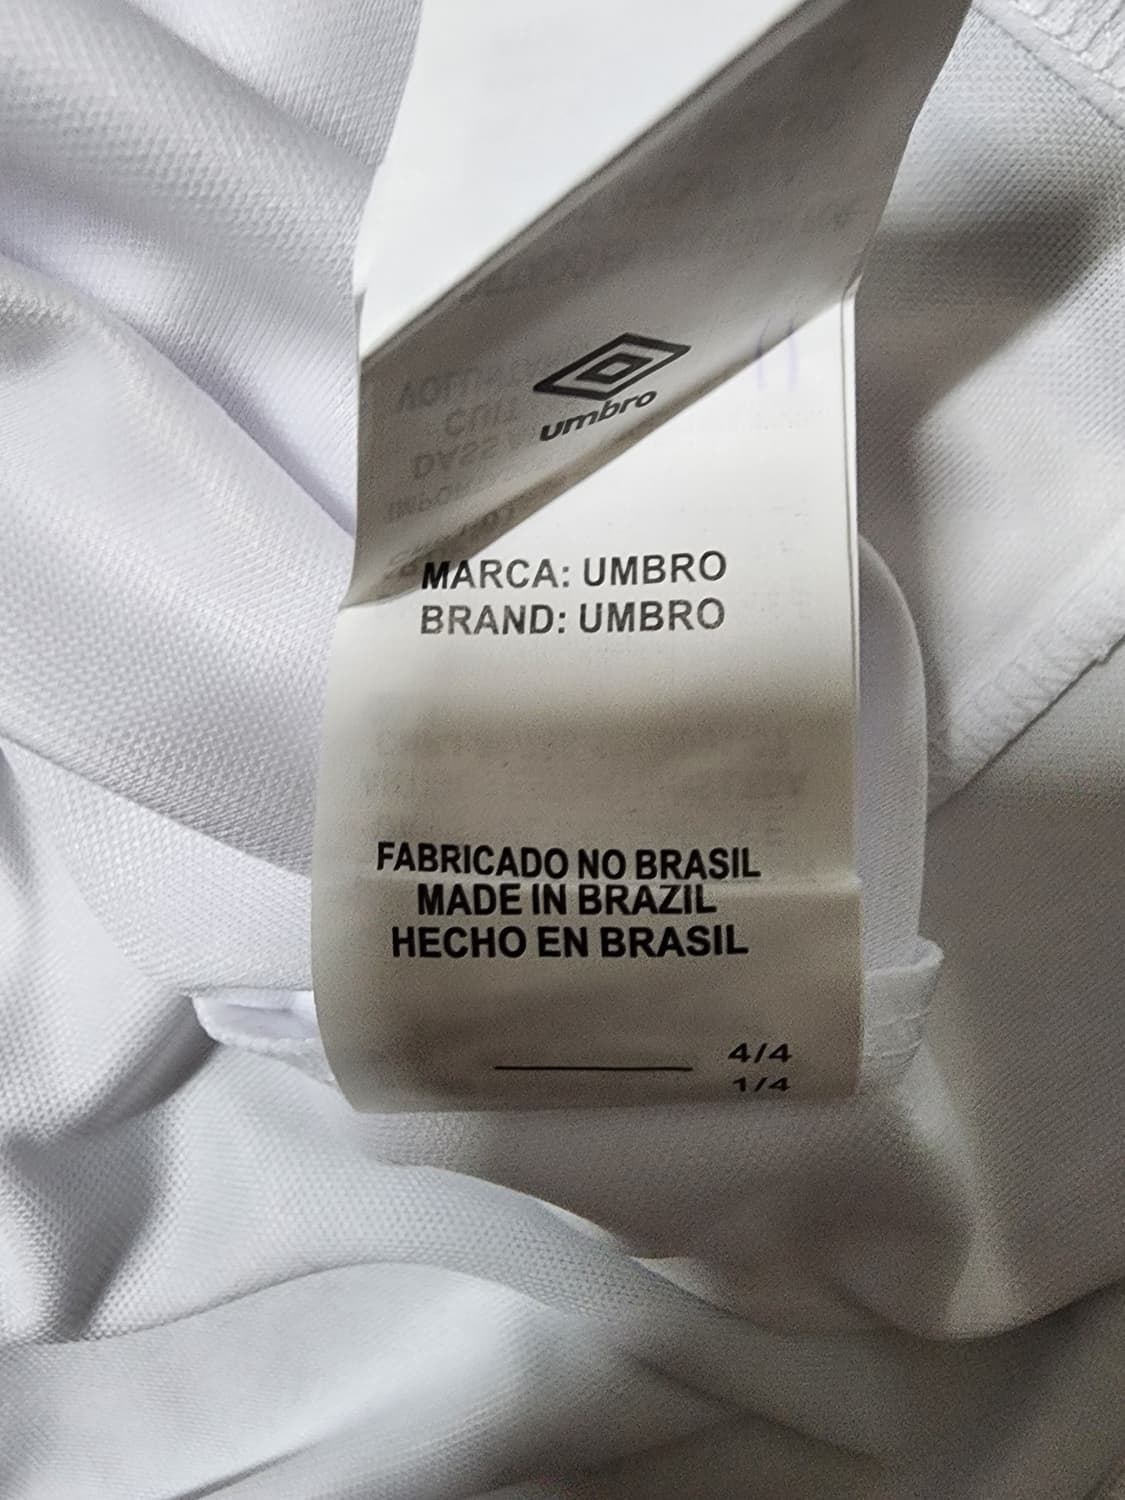 umbro
MARCA: UMBRO
BRAND: UMBRO
FABRICADO NO BRASIL
MADE IN BRAZIL
HECHO EN BRASIL
4/4
1/4